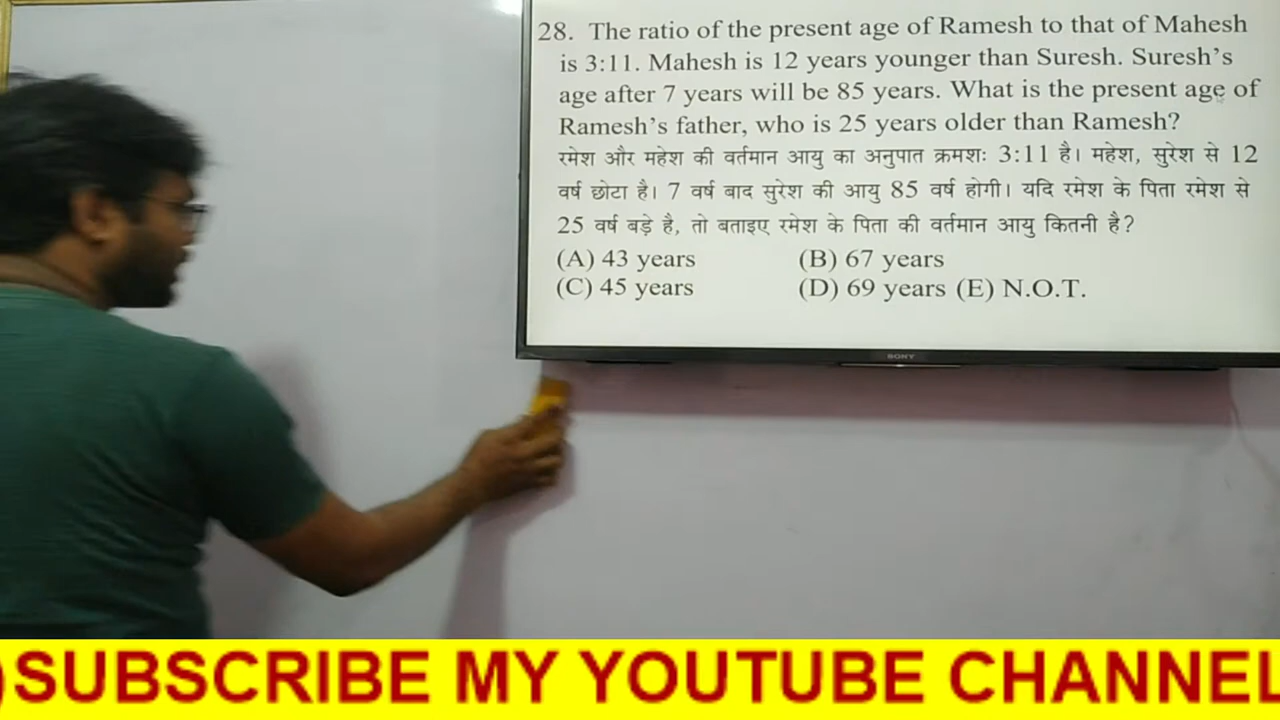 28. The ratio of the present age of Ramesh to that of Mahesh
is 3:11. Mahesh is 12 years younger than Suresh. Suresh's
age after 7 years will be 85 years. What is the present age of
Ramesh's father, who is 25 years older than Ramesh?
रमेश और महेश की वर्तमान आयु का अनुपात क्रमशः 3:11 है। महेश, सुरेश से 12
वर्ष छोटा है। 7 वर्ष बाद सुरेश की आयु 85 वर्ष होगी। यदि रमेश के पिता रमेश से
25 वर्ष बड़े है, तो बताइए रमेश के पिता की वर्तमान आयु कितनी है?
(A) 43 years (B) 67 years
(C) 45 years (D) 69 years (E) N.O.T.
SONY
)SUBSCRIBE MY YOUTUBE CHANNEL